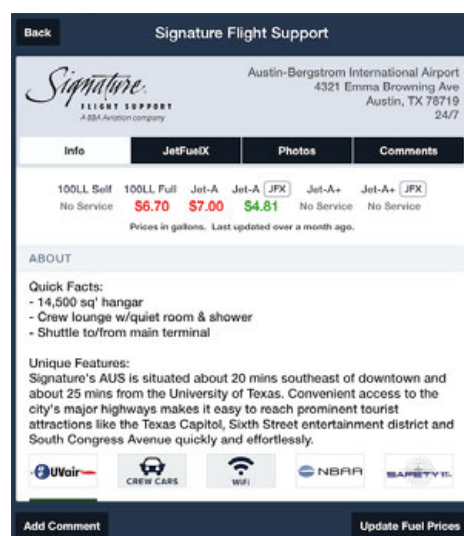 Back
Signature Flight Support
Signature.
FLIGHT SUPPORT
A BBA Aviation company
Austin-Bergstrom International Airport
4321 Emma Browning Ave
Austin, TX 78719
24/7
Info JetFuelX Photos Comments
100LL Self 100LL Full Jet-A Jet-A JFX Jet-A+ Jet-A+ JFX
No Service $6.70 $7.00 $4.81 No Service No Service
Prices in gallons. Last updated over a month ago.
ABOUT
Quick Facts:
- 14,500 sq' hangar
- Crew lounge w/quiet room & shower
- Shuttle to/from main terminal
Unique Features:
Signature's AUS is situated about 20 mins southeast of downtown and
about 25 mins from the University of Texas. Convenient access to the
city's major highways makes it easy to reach prominent tourist
attractions like the Texas Capitol, Sixth Street entertainment district and
South Congress Avenue quickly and effortlessly.
UVair CREW CARS WiFi NBAA SAFETY 1st
Add Comment
Update Fuel Prices